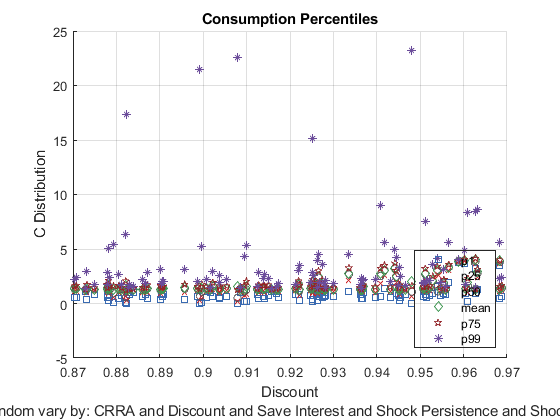 Consumption Percentiles
C Distribution
25
20
15
10
5
0
-5
p25
mean
p75
p99
0.87 0.88 0.89 0.9 0.91 0.92 0.93 0.94 0.95 0.96 0.97
Discount
ndom vary by: CRRA and Discount and Save Interest and Shock Persistence and Shoc